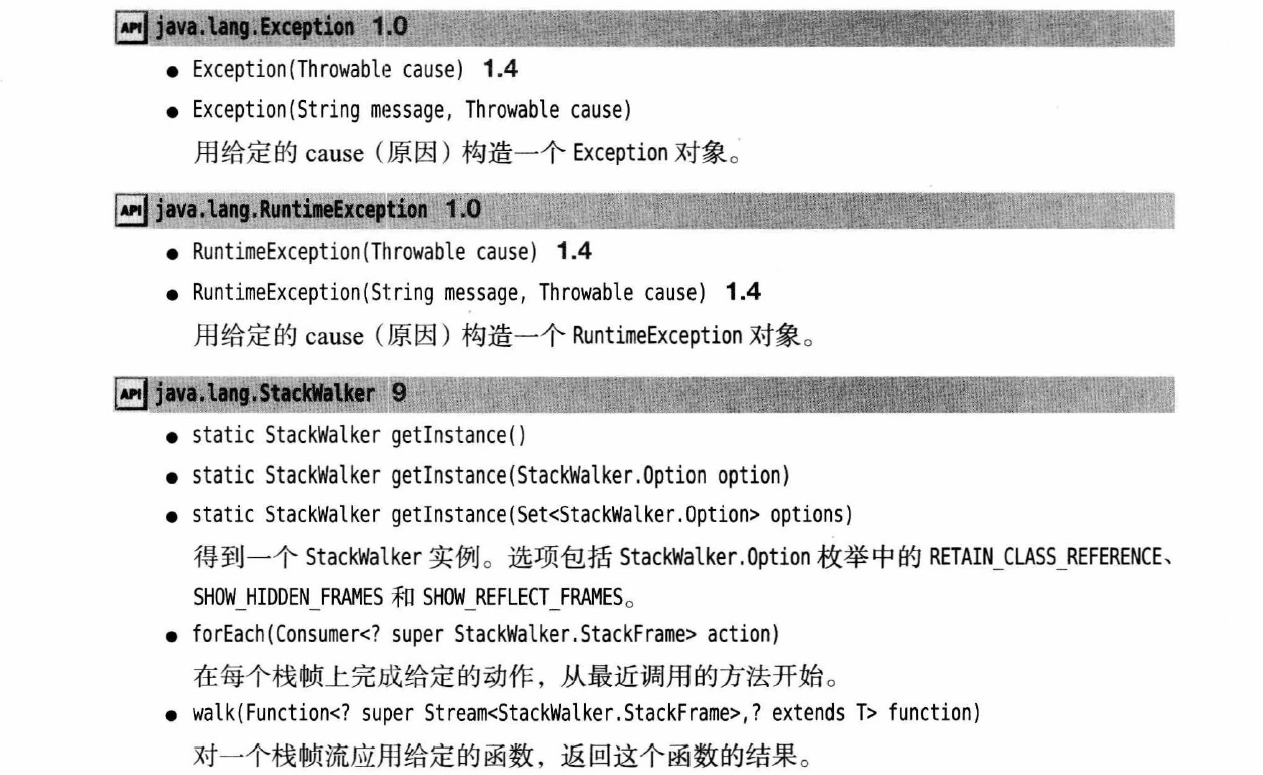 API java.lang.Exception 1.0
● Exception(Throwable cause) 1.4
● Exception(String message, Throwable cause)
用给定的 cause（原因）构造一个 Exception 对象。
API java.lang.RuntimeException 1.0
● RuntimeException(Throwable cause) 1.4
● RuntimeException(String message, Throwable cause) 1.4
用给定的 cause（原因）构造一个 RuntimeException 对象。
API java.lang.StackWalker 9
● static StackWalker getInstance()
● static StackWalker getInstance(StackWalker.Option option)
● static StackWalker getInstance(Set<StackWalker.Option> options)
得到一个 StackWalker 实例。选项包括 StackWalker.Option 枚举中的 RETAIN_CLASS_REFERENCE、
SHOW_HIDDEN_FRAMES 和 SHOW_REFLECT_FRAMES。
● forEach(Consumer<? super StackWalker.StackFrame> action)
在每个栈帧上完成给定的动作，从最近调用的方法开始。
● walk(Function<? super Stream<StackWalker.StackFrame>,? extends T> function)
对一个栈帧流应用给定的函数，返回这个函数的结果。